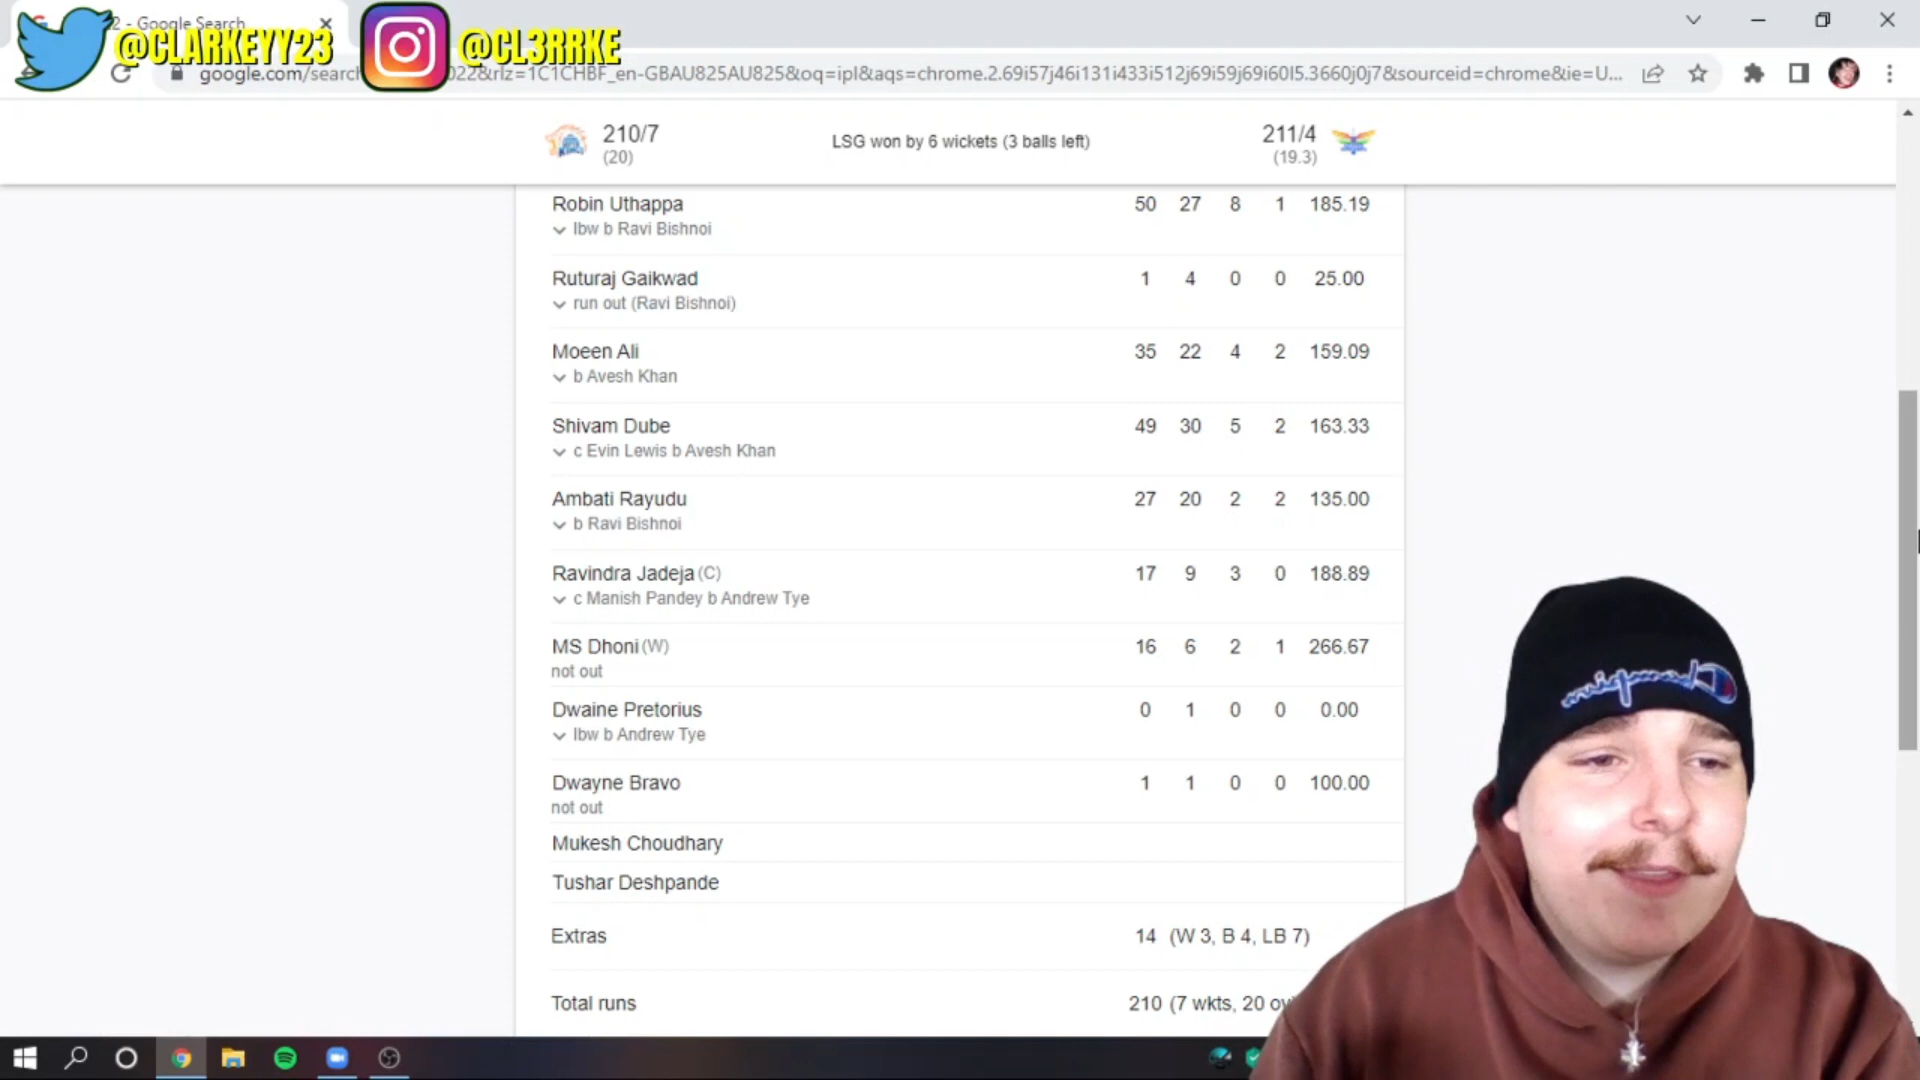 2 - Google Search
@CLARKEYY23 @CL3RRKE
google.com/search 022&rlz=1C1CHBF_en-GBAU825AU825&oq=ipl&aqs=chrome.2.69i57j46i131i433i512j69i59j69i60l5.3660j0j7&sourceid=chrome&ie=U...
210/7 LSG won by 6 wickets (3 balls left) 211/4
(20) (19.3)
Robin Uthappa 50 27 8 1 185.19
lbw b Ravi Bishnoi
Ruturaj Gaikwad 1 4 0 0 25.00
run out (Ravi Bishnoi)
Moeen Ali 35 22 4 2 159.09
b Avesh Khan
Shivam Dube 49 30 5 2 163.33
c Evin Lewis b Avesh Khan
Ambati Rayudu 27 20 2 2 135.00
b Ravi Bishnoi
Ravindra Jadeja (C) 17 9 3 0 188.89
c Manish Pandey b Andrew Tye
MS Dhoni (W) 16 6 2 1 266.67
not out
Dwaine Pretorius 0 1 0 0 0.00
lbw b Andrew Tye
Dwayne Bravo 1 1 0 0 100.00
not out
Mukesh Choudhary
Tushar Deshpande
Extras 14 (W 3, B 4, LB 7)
Total runs 210 (7 wkts, 20 ov
Champion